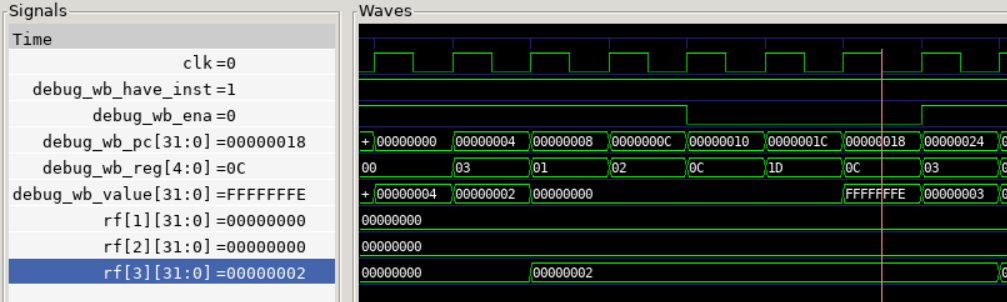 Signals
Waves
Time
clk =0
debug_wb_have_inst =1
debug_wb_ena =0
debug_wb_pc[31:0] =00000018
+ 00000000 00000004 00000008 0000000C 00000010 0000001C 00000018 00000024
debug_wb_reg[4:0] =0C
00 03 01 02 0C 1D 0C 03
debug_wb_value[31:0] =FFFFFFFE
+ 00000004 00000002 00000000 FFFFFFFE 00000003
rf[1][31:0] =00000000
00000000
rf[2][31:0] =00000000
00000000
rf[3][31:0] =00000002
00000000 00000002